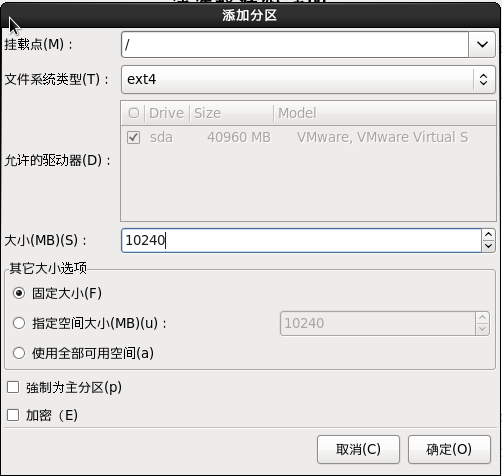 添加分区
挂载点(M)：
/
文件系统类型(T)：
ext4
允许的驱动器(D)：
Drive Size Model
sda 40960 MB VMware, VMware Virtual S
大小(MB)(S)：
10240
其它大小选项
固定大小(F)
指定空间大小(MB)(u)：
10240
使用全部可用空间(a)
強制为主分区(p)
加密（E)
取消(C)
确定(O)